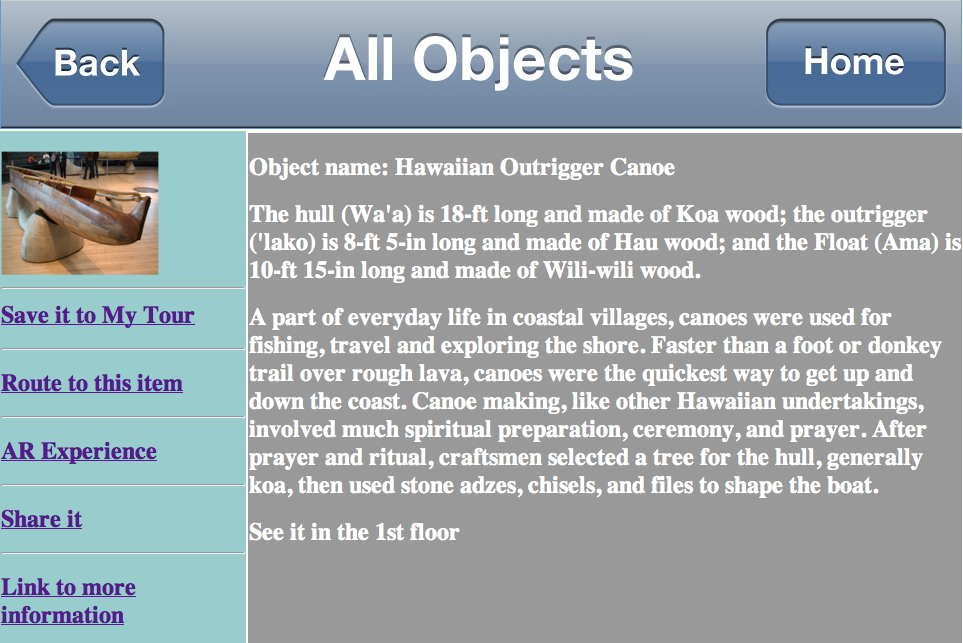 Back
All Objects
Home
Save it to My Tour
Route to this item
AR Experience
Share it
Link to more
information
Object name: Hawaiian Outrigger Canoe
The hull (Wa'a) is 18-ft long and made of Koa wood; the outrigger
('lako) is 8-ft 5-in long and made of Hau wood; and the Float (Ama) is
10-ft 15-in long and made of Wili-wili wood.
A part of everyday life in coastal villages, canoes were used for
fishing, travel and exploring the shore. Faster than a foot or donkey
trail over rough lava, canoes were the quickest way to get up and
down the coast. Canoe making, like other Hawaiian undertakings,
involved much spiritual preparation, ceremony, and prayer. After
prayer and ritual, craftsmen selected a tree for the hull, generally
koa, then used stone adzes, chisels, and files to shape the boat.
See it in the 1st floor